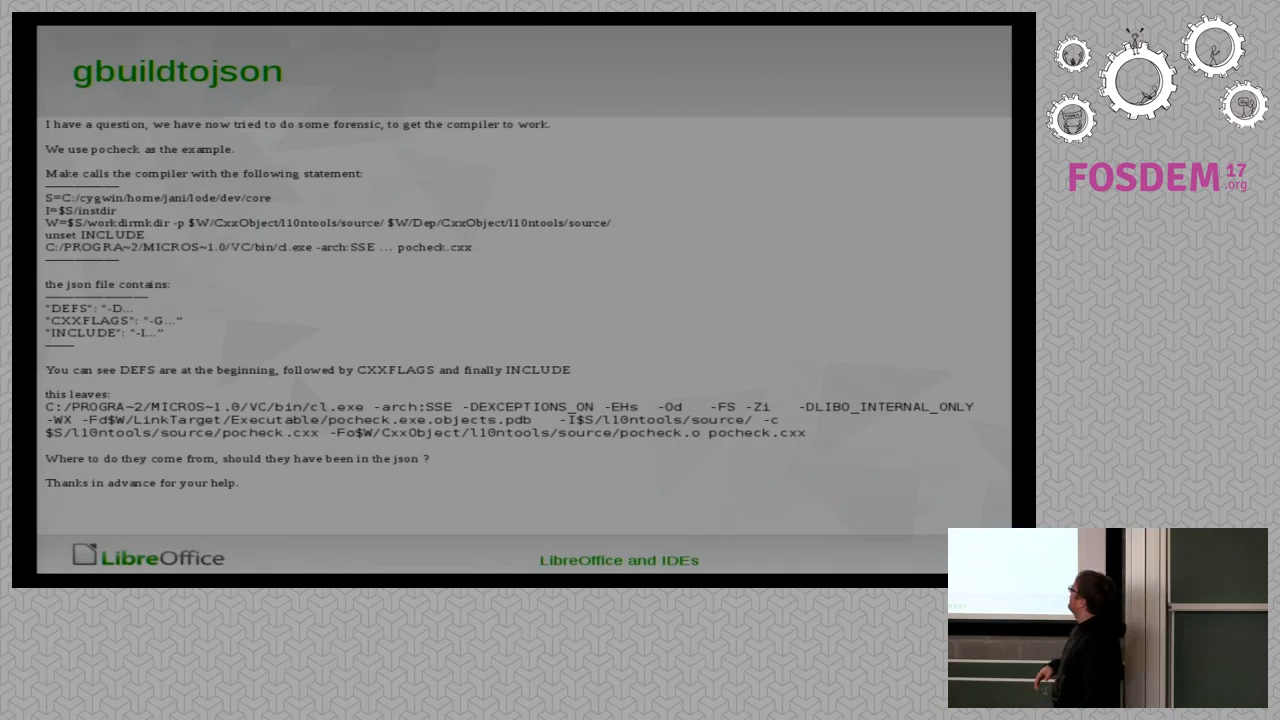 gbuildtojson
I have a question, we have now tried to do some forensic, to get the compiler to work.
We use pocheck as the example.
Make calls the compiler with the following statement:
S=C:/cygwin/home/jani/lode/dev/core
I=$S/instdir
W=$S/workdirmkdir -p $W/CxxObject/l10ntools/source/ $W/Dep/CxxObject/l10ntools/source/
unset INCLUDE
C:/PROGRA~2/MICROS~1.0/VC/bin/cl.exe -arch:SSE … pocheck.cxx
the json file contains:
"DEFS": "-D...
"CXXFLAGS": "-G…”
"INCLUDE": "-I…”
You can see DEFS are at the beginning, followed by CXXFLAGS and finally INCLUDE
this leaves:
C:/PROGRA~2/MICROS~1.0/VC/bin/cl.exe -arch:SSE -DEXCEPTIONS_ON -EHs -Od -FS -Zi -DLIBO_INTERNAL_ONLY
-WX -Fd$W/LinkTarget/Executable/pocheck.exe.objects.pdb -I$S/l10ntools/source/ -c
$S/l10ntools/source/pocheck.cxx -Fo$W/CxxObject/l10ntools/source/pocheck.o pocheck.cxx
Where to do they come from, should they have been in the json ?
Thanks in advance for your help.
LibreOffice
LibreOffice and IDEs
FOSDEM 17
.org